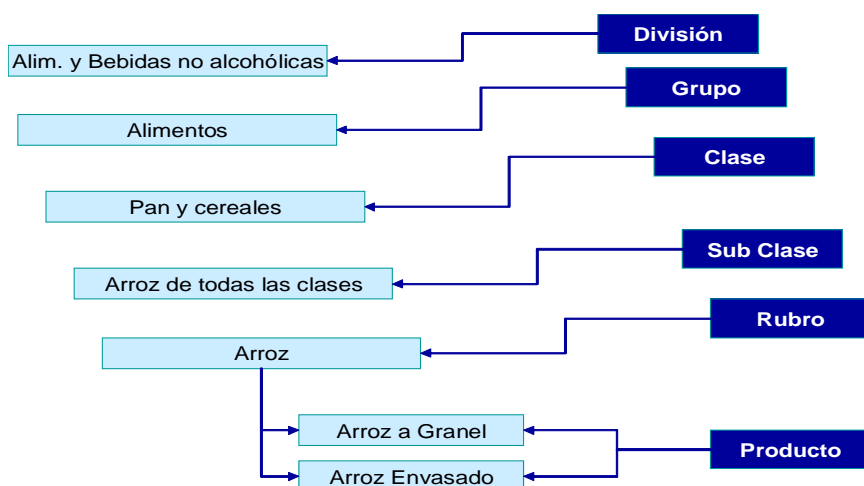 División
Alim. y Bebidas no alcohólicas
Grupo
Alimentos
Clase
Pan y cereales
Sub Clase
Arroz de todas las clases
Rubro
Arroz
Arroz a Granel
Producto
Arroz Envasado